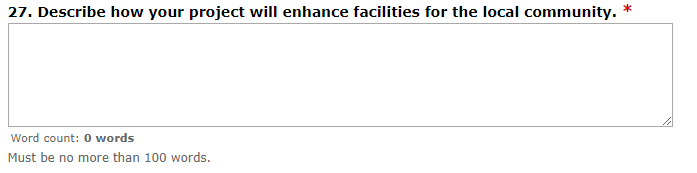 27. Describe how your project will enhance facilities for the local community. *
Word count: 0 words
Must be no more than 100 words.